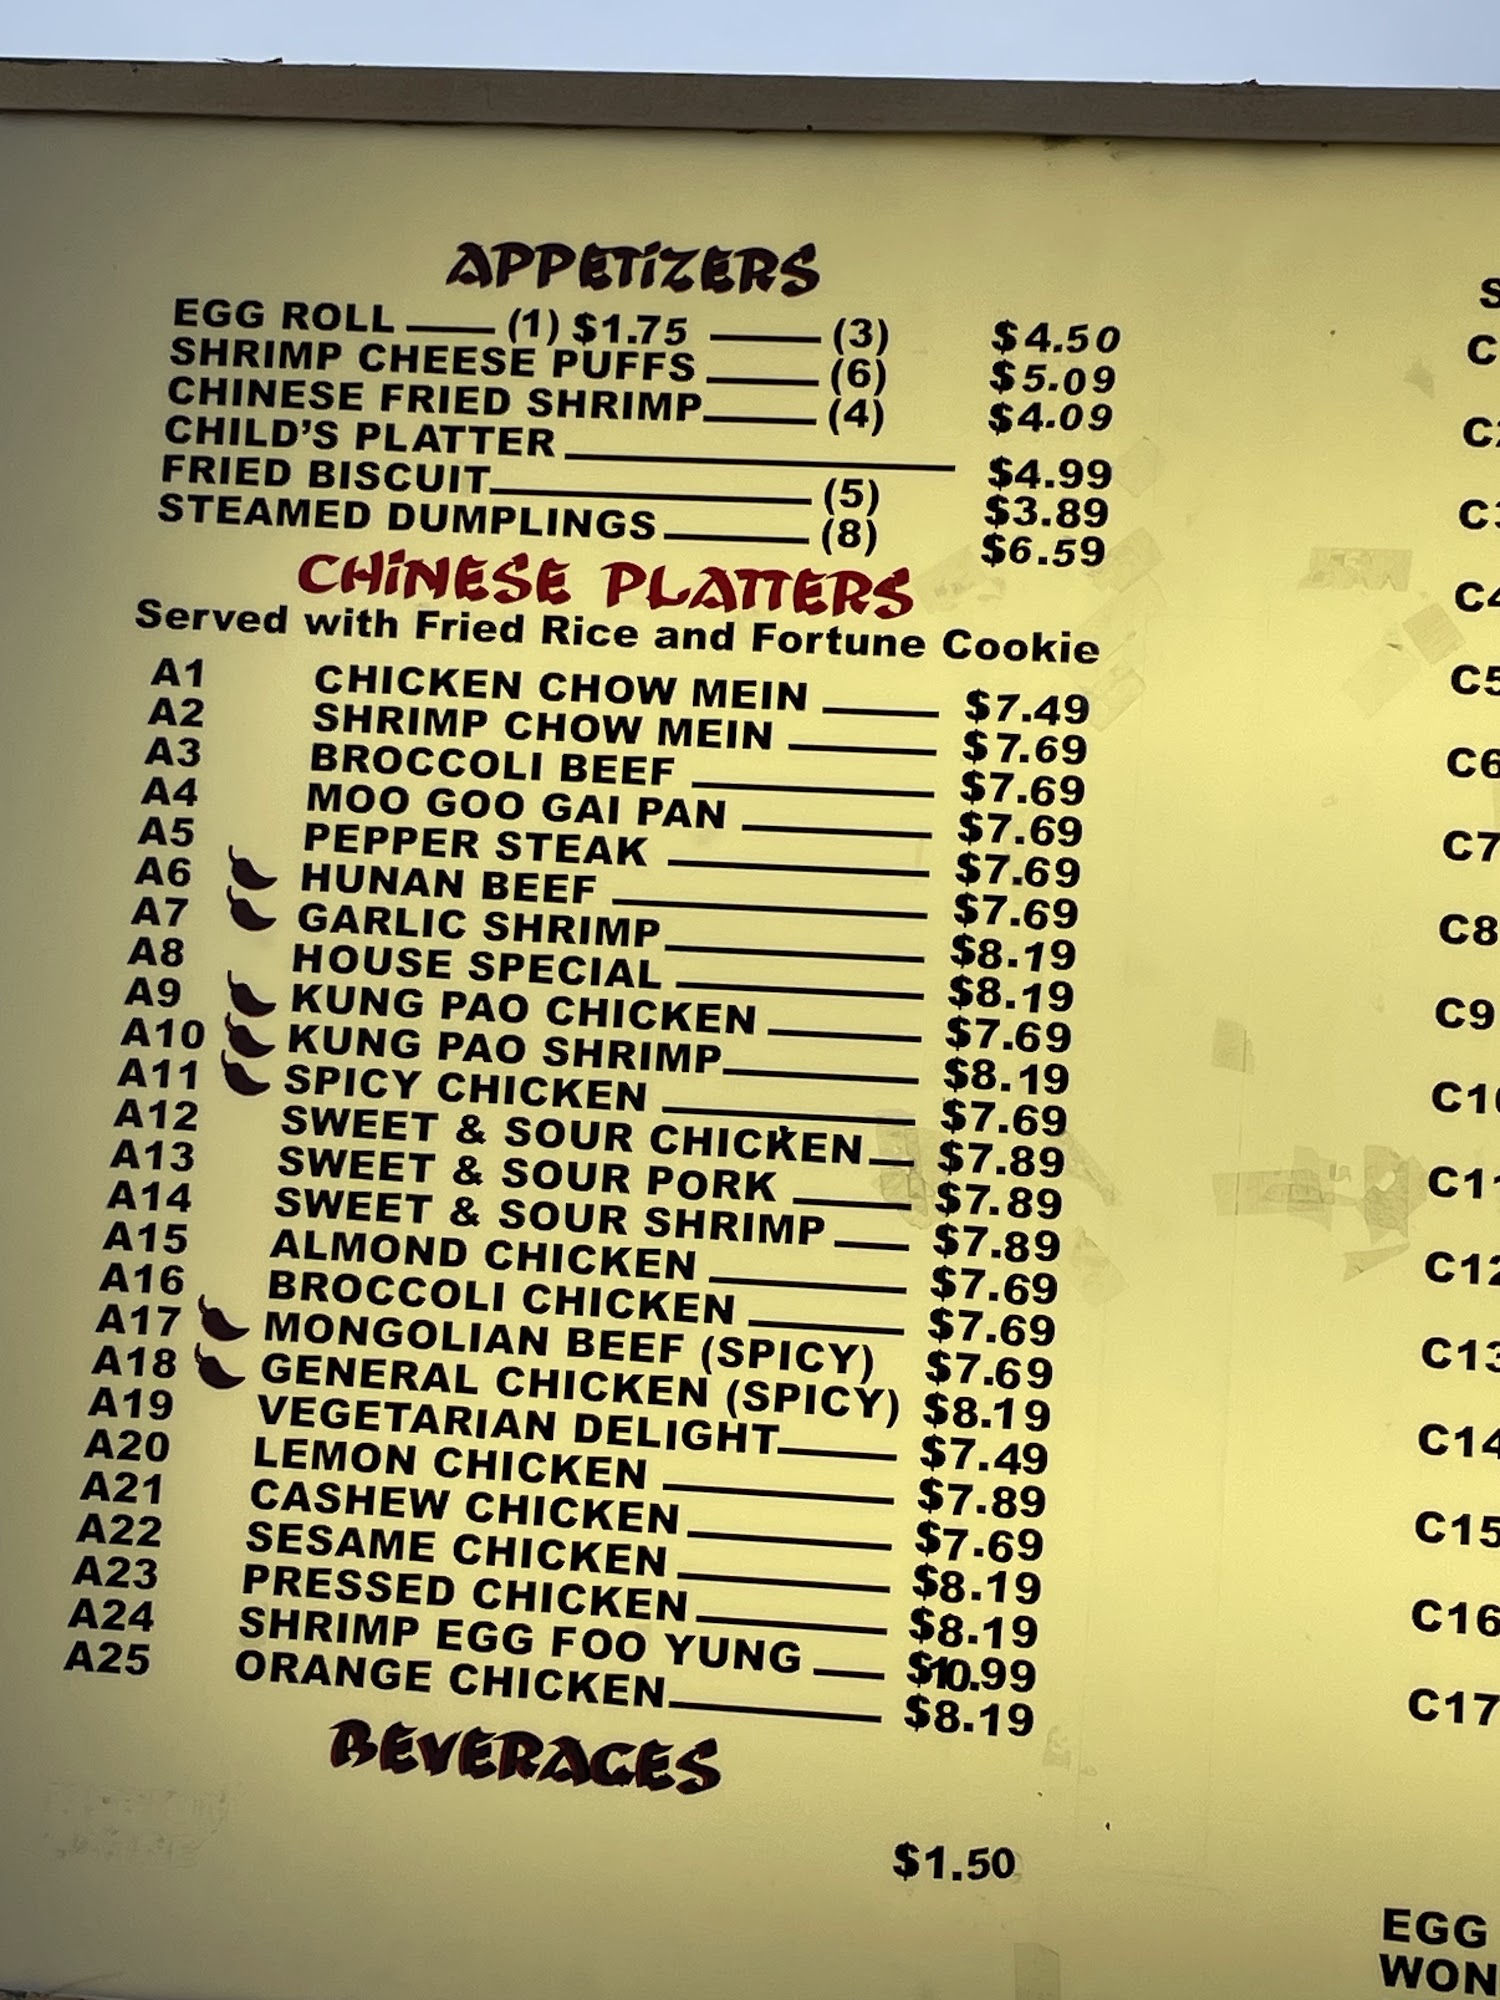 APPETIZERS
EGG ROLL (1) $1.75 (3) $4.50
SHRIMP CHEESE PUFFS (6) $5.09
CHINESE FRIED SHRIMP (4) $4.09
CHILD'S PLATTER $4.99
FRIED BISCUIT (5) $3.89
STEAMED DUMPLINGS (8) $6.59
CHINESE PLATTERS
Served with Fried Rice and Fortune Cookie
A1 CHICKEN CHOW MEIN $7.49
A2 SHRIMP CHOW MEIN $7.69
A3 BROCCOLI BEEF $7.69
A4 MOO GOO GAI PAN $7.69
A5 PEPPER STEAK $7.69
A6 HUNAN BEEF $7.69
A7 GARLIC SHRIMP $8.19
A8 HOUSE SPECIAL $8.19
A9 KUNG PAO CHICKEN $7.69
A10 KUNG PAO SHRIMP $8.19
A11 SPICY CHICKEN $7.69
A12 SWEET & SOUR CHICKEN $7.89
A13 SWEET & SOUR PORK $7.89
A14 SWEET & SOUR SHRIMP $7.89
A15 ALMOND CHICKEN $7.69
A16 BROCCOLI CHICKEN $7.69
A17 MONGOLIAN BEEF (SPICY) $7.69
A18 GENERAL CHICKEN (SPICY) $8.19
A19 VEGETARIAN DELIGHT $7.49
A20 LEMON CHICKEN $7.89
A21 CASHEW CHICKEN $7.69
A22 SESAME CHICKEN $8.19
A23 PRESSED CHICKEN $8.19
A24 SHRIMP EGG FOO YUNG $10.99
A25 ORANGE CHICKEN $8.19
BEVERAGES
$1.50
C4
C5
C6
C7
C8
C9
C12
C13
C14
C15
C16
C17
EGG